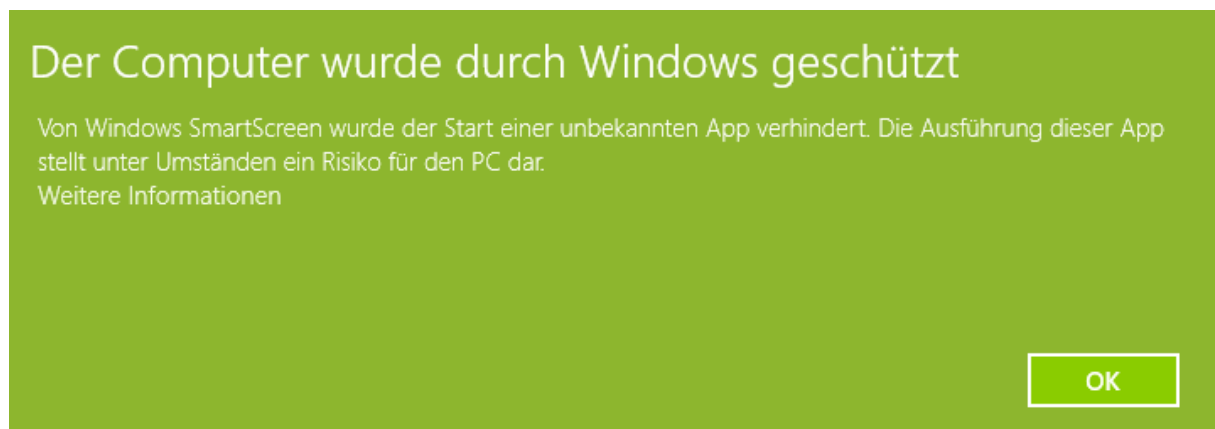 Der Computer wurde durch Windows geschützt
Von Windows SmartScreen wurde der Start einer unbekannten App verhindert. Die Ausführung dieser App
stellt unter Umständen ein Risiko für den PC dar.
Weitere Informationen
OK